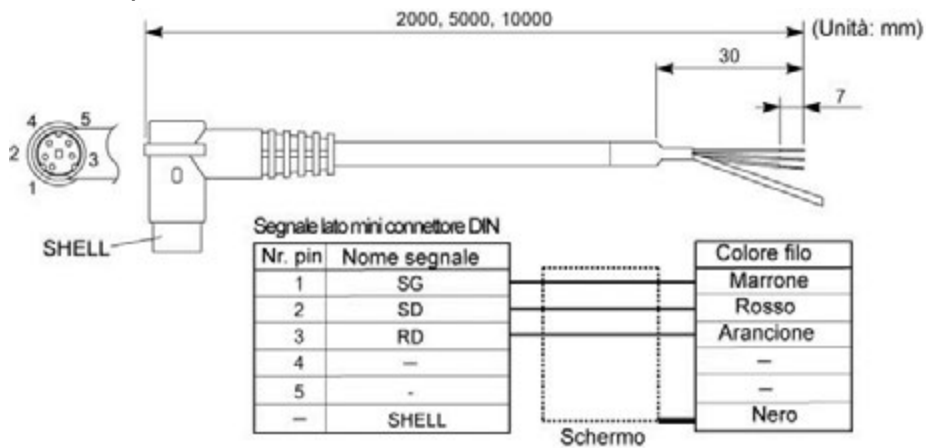 2000, 5000, 10000
(Unità: mm)
30
7
4 5
2 3
1
0
SHELL
Segnale lato mini connettore DIN
Nr. pin Nome segnale Colore filo
1 SG Marrone
2 SD Rosso
3 RD Arancione
4 — —
5 - —
— SHELL Nero
Schermo